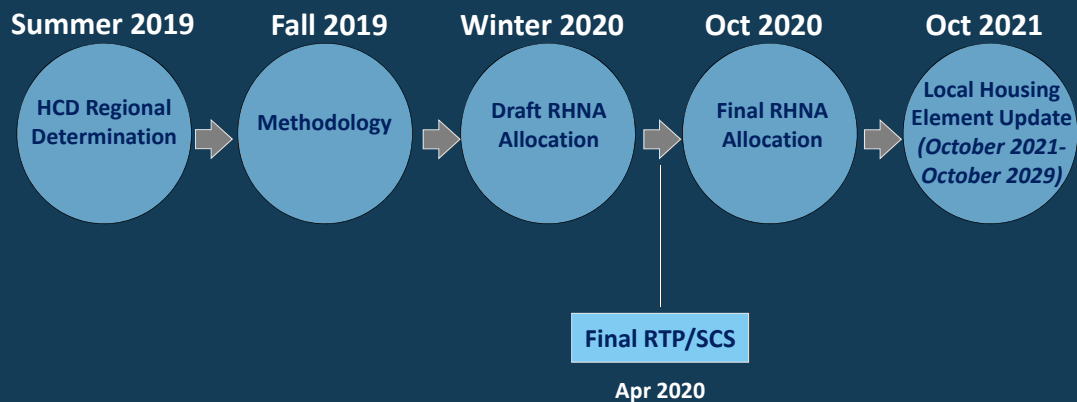 Summer 2019
HCD Regional
Determination
Fall 2019
Methodology
Winter 2020
Draft RHNA
Allocation
Oct 2020
Final RHNA
Allocation
Oct 2021
Local Housing
Element Update
(October 2021-
October 2029)
Final RTP/SCS
Apr 2020